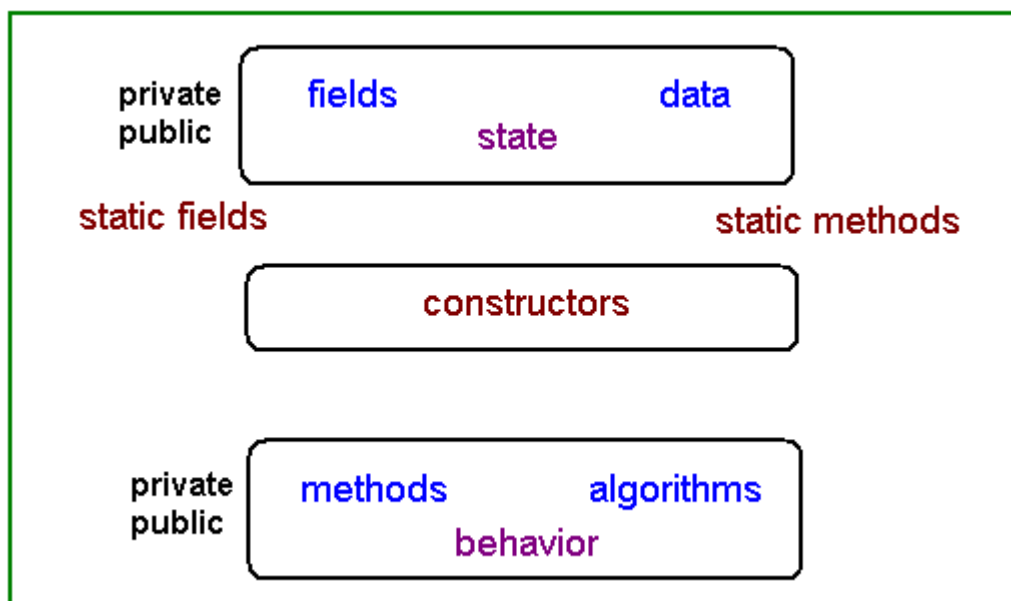 private
public
fields data
state
static fields
static methods
constructors
private
public
methods algorithms
behavior